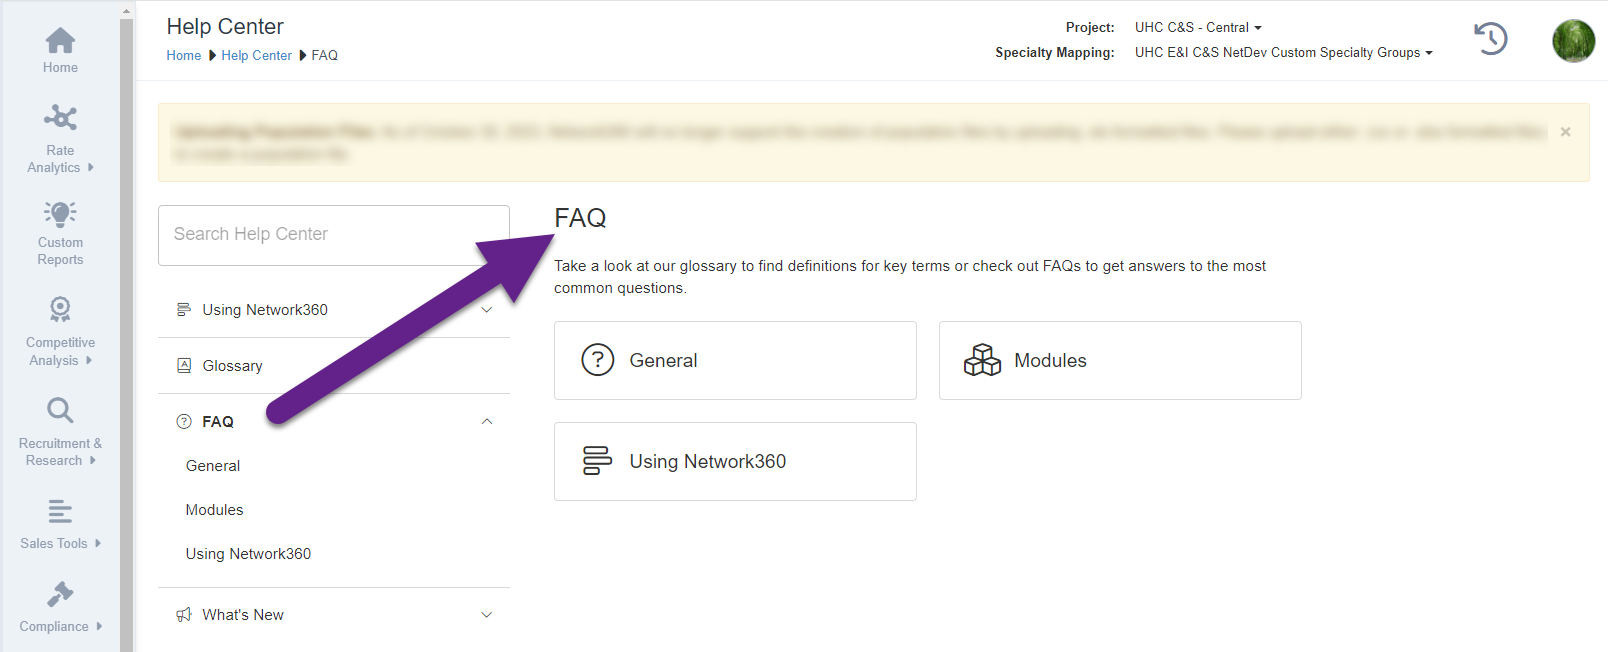 Help Center
Home Help Center FAQ
Project: UHC C&S - Central
Specialty Mapping: UHC E&I C&S NetDev Custom Specialty Groups
Home
Rate
Analytics
Custom
Reports
Competitive
Analysis
Recruitment &
Research
Sales Tools
Compliance
×
Search Help Center
Using Network360
Glossary
FAQ
General
Modules
Using Network360
What's New
FAQ
Take a look at our glossary to find definitions for key terms or check out FAQs to get answers to the most
common questions.
General
Modules
Using Network360